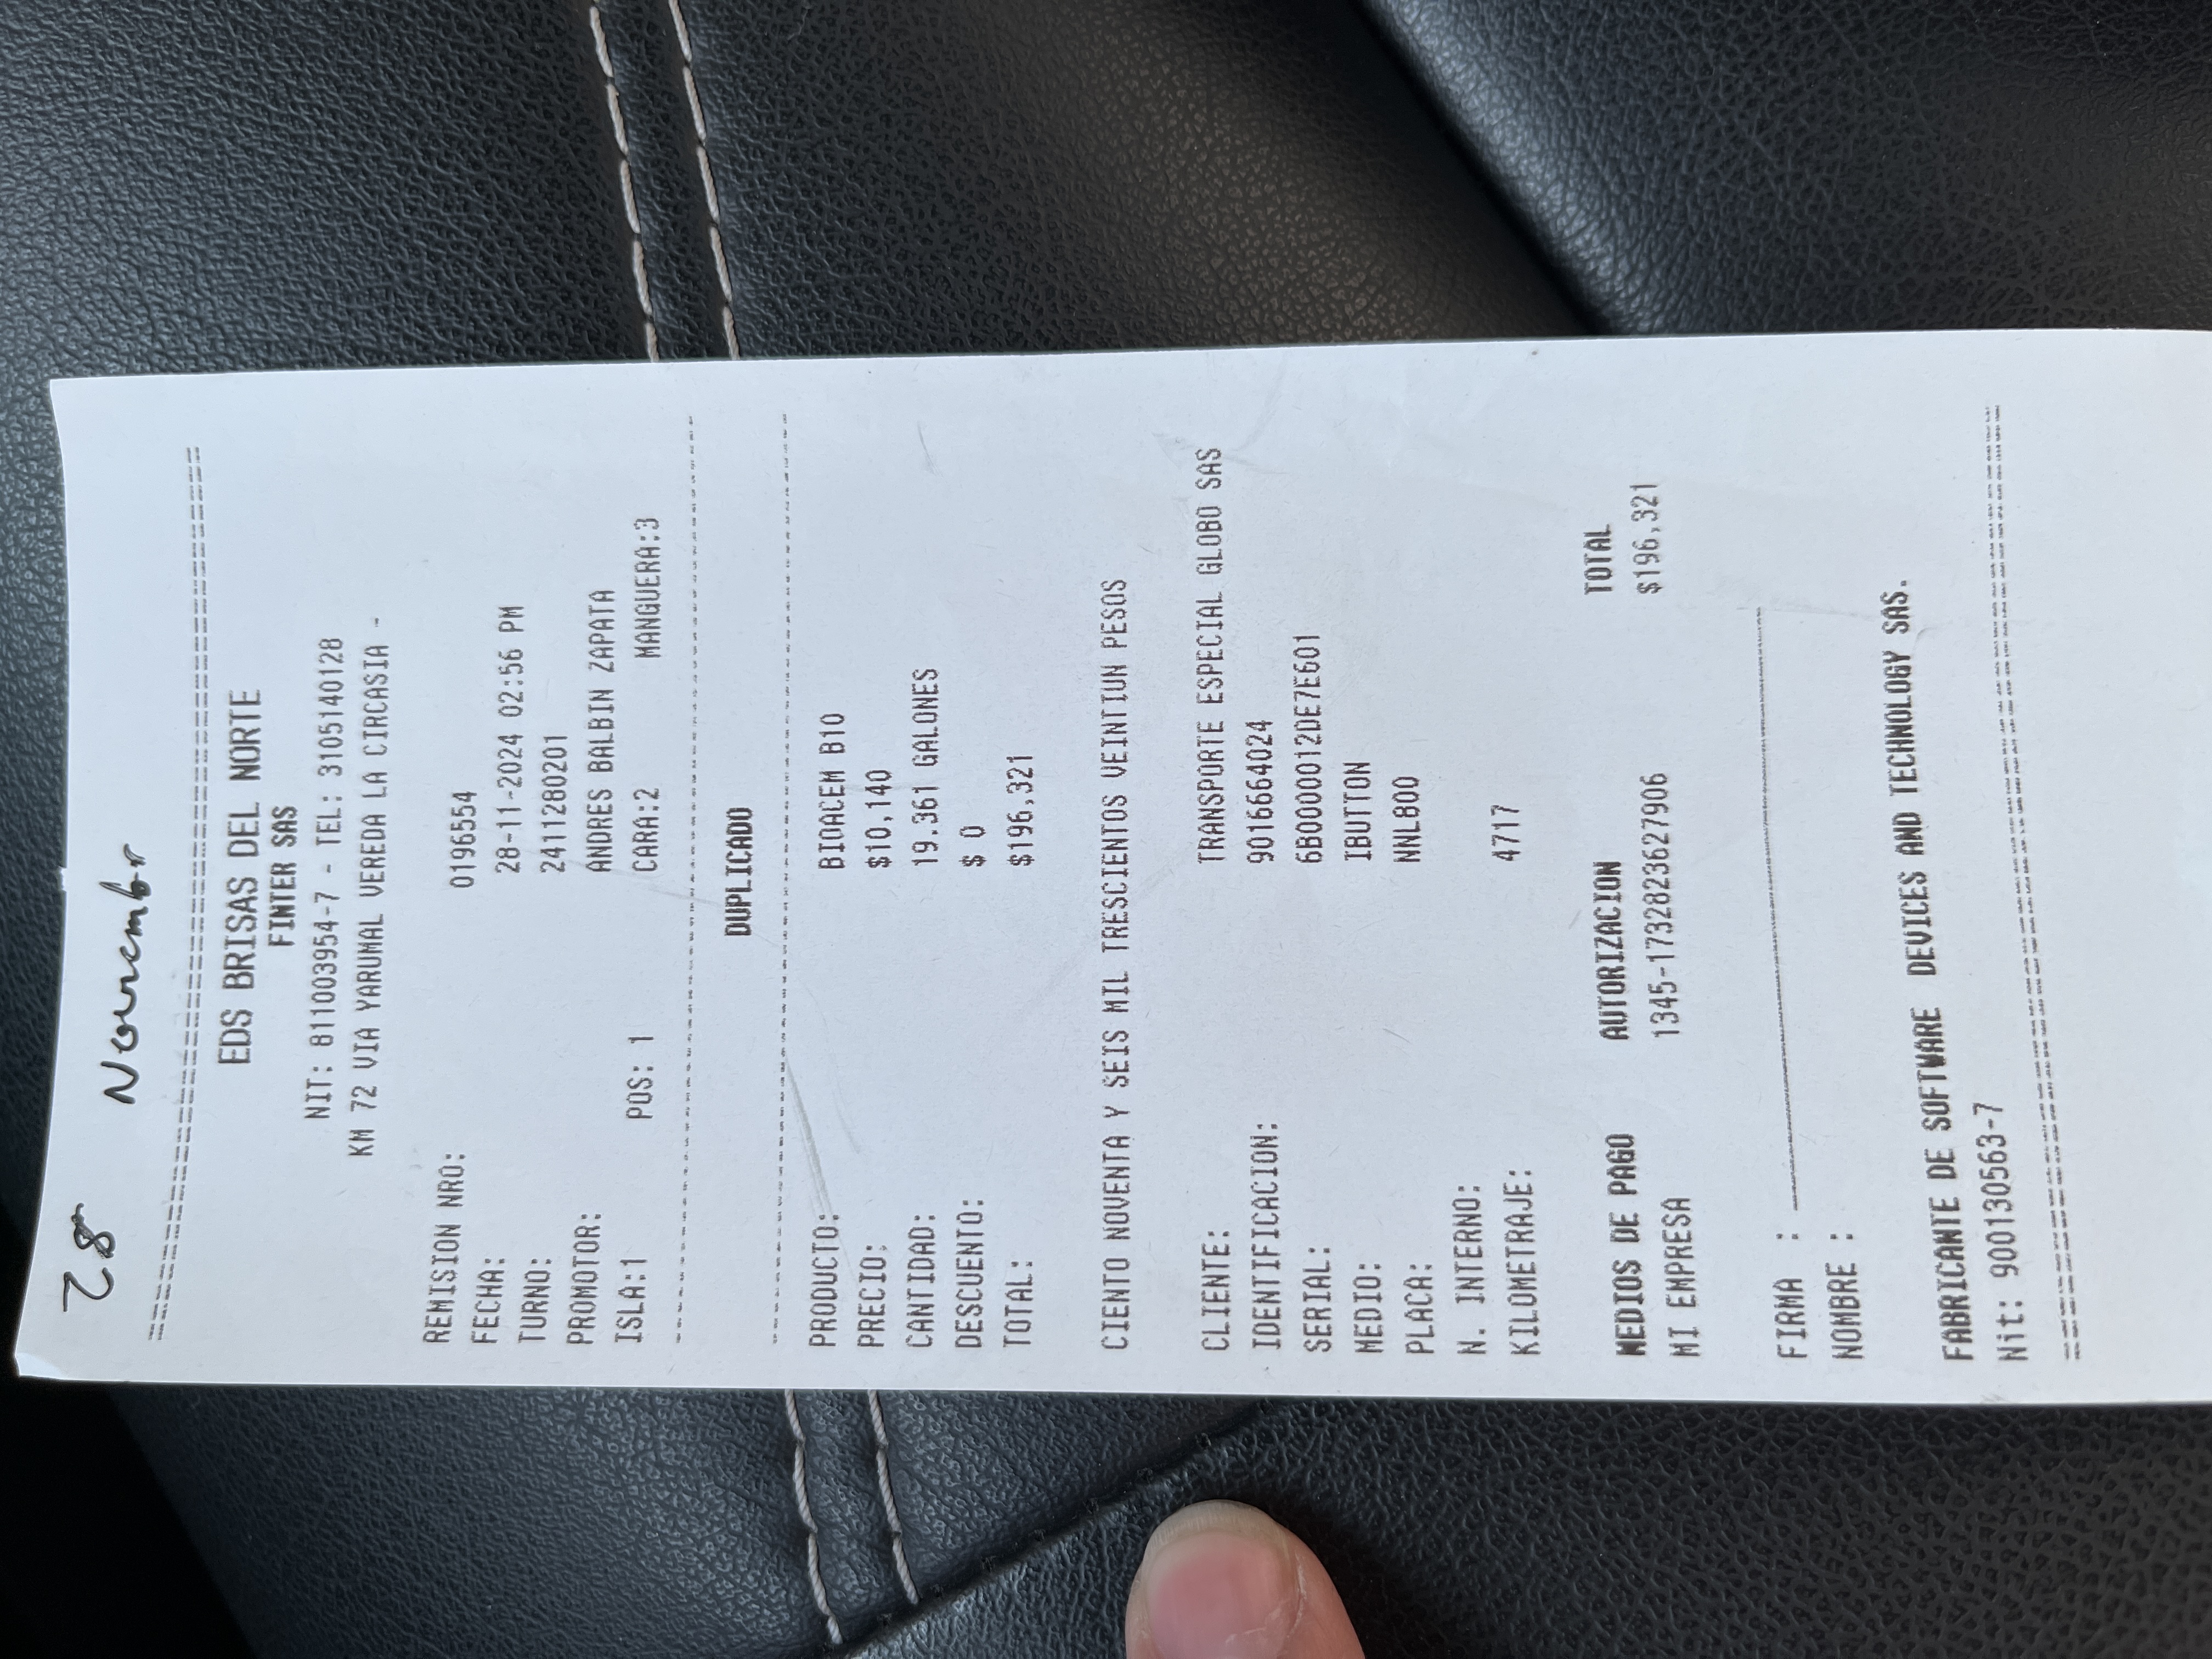 28 Noviembre
EDS BRISAS DEL NORTE
FINTER SAS
NIT: 811003954-7 - TEL: 3105140128
KM 72 VIA YARUMAL VEREDA LA CIRCASIA -
REMISION NRO: 0196554
FECHA: 28-11-2024 02:56 PM
TURNO: 2411280201
PROMOTOR: ANDRES BALBIN ZAPATA
ISLA:1 POS: 1 CARA:2 MANGUERA:3
DUPLICADO
PRODUCTO: BIOACEM B10
PRECIO: $10,140
CANTIDAD: 19.361 GALONES
DESCUENTO: $ 0
TOTAL: $196,321
CIENTO NOVENTA Y SEIS MIL TRESCIENTOS VEINTIUN PESOS
CLIENTE: TRANSPORTE ESPECIAL GLOBO SAS
IDENTIFICACION: 9016664024
SERIAL: 6B0000012DE7E601
MEDIO: IBUTTON
PLACA: NNL800
N. INTERNO:
KILOMETRAJE: 4717
MEDIOS DE PAGO AUTORIZACION TOTAL
MI EMPRESA 1345-1732823627906 $196,321
FIRMA :
NOMBRE :
FABRICANTE DE SOFTWARE DEVICES AND TECHNOLOGY SAS.
Nit: 900130563-7